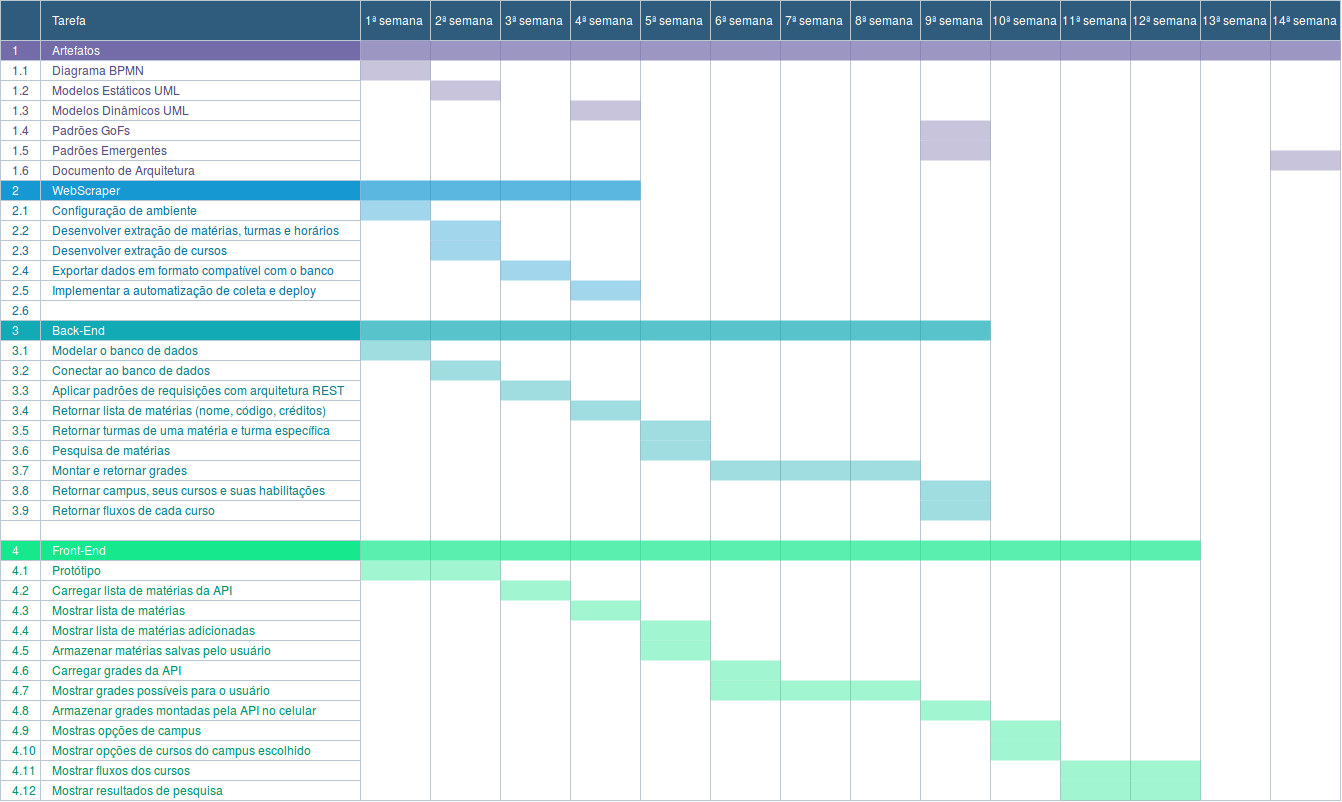 Tarefa 1ª semana 2ª semana 3ª semana 4ª semana 5ª semana 6ª semana 7ª semana 8ª semana 9ª semana 10ª semana 11ª semana 12ª semana 13ª semana 14ª semana
1 Artefatos
1.1 Diagrama BPMN
1.2 Modelos Estáticos UML
1.3 Modelos Dinâmicos UML
1.4 Padrões GoFs
1.5 Padrões Emergentes
1.6 Documento de Arquitetura
2 WebScraper
2.1 Configuração de ambiente
2.2 Desenvolver extração de matérias, turmas e horários
2.3 Desenvolver extração de cursos
2.4 Exportar dados em formato compatível com o banco
2.5 Implementar a automatização de coleta e deploy
2.6
3 Back-End
3.1 Modelar o banco de dados
3.2 Conectar ao banco de dados
3.3 Aplicar padrões de requisições com arquitetura REST
3.4 Retornar lista de matérias (nome, código, créditos)
3.5 Retornar turmas de uma matéria e turma específica
3.6 Pesquisa de matérias
3.7 Montar e retornar grades
3.8 Retornar campus, seus cursos e suas habilitações
3.9 Retornar fluxos de cada curso
4 Front-End
4.1 Protótipo
4.2 Carregar lista de matérias da API
4.3 Mostrar lista de matérias
4.4 Mostrar lista de matérias adicionadas
4.5 Armazenar matérias salvas pelo usuário
4.6 Carregar grades da API
4.7 Mostrar grades possíveis para o usuário
4.8 Armazenar grades montadas pela API no celular
4.9 Mostras opções de campus
4.10 Mostrar opções de cursos do campus escolhido
4.11 Mostrar fluxos dos cursos
4.12 Mostrar resultados de pesquisa